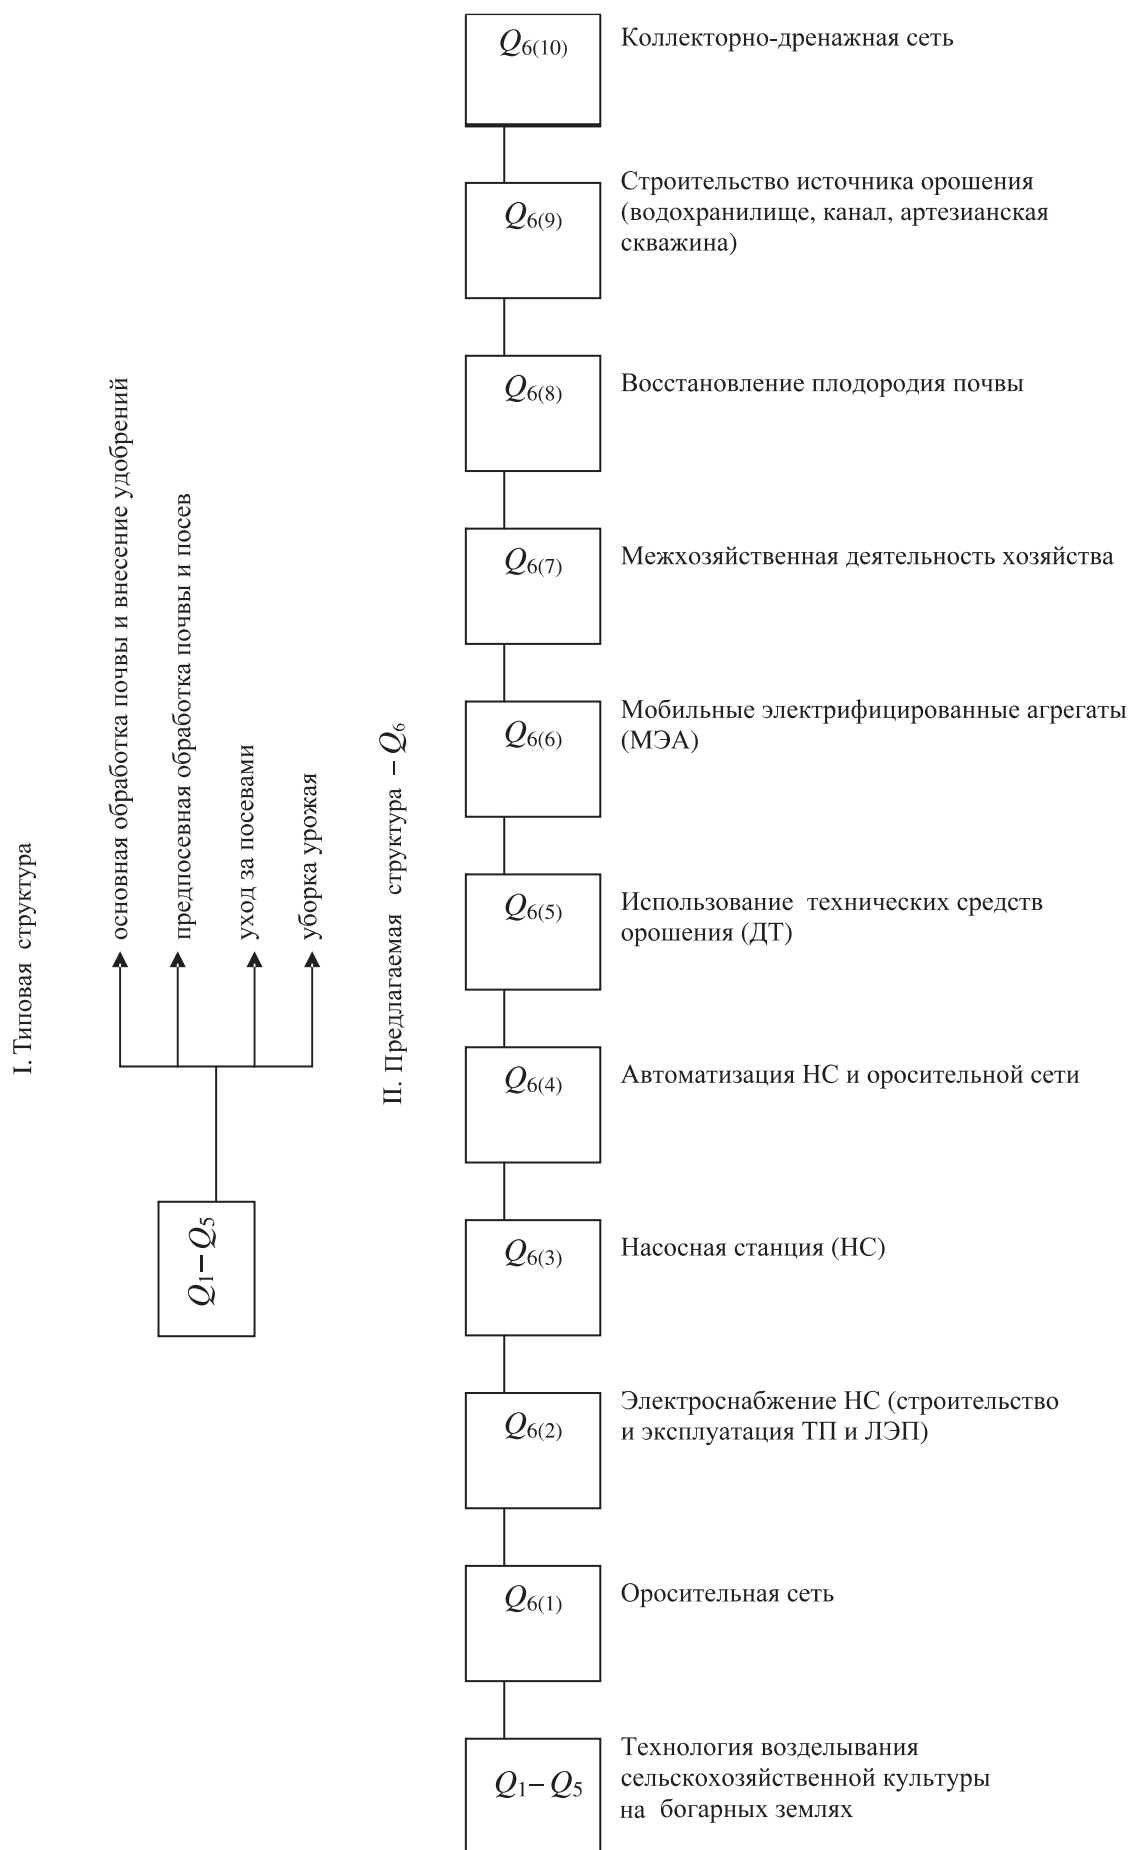 I. Типовая структура
основная обработка почвы и внесение удобрений
предпосевная обработка почвы и посев
уход за посевами
уборка урожая
Q1–Q5
II. Предлагаемая структура – Q6
Q6(10)
Коллекторно-дренажная сеть
Q6(9)
Строительство источника орошения
(водохранилище, канал, артезианская
скважина)
Q6(8)
Восстановление плодородия почвы
Q6(7)
Межхозяйственная деятельность хозяйства
Q6(6)
Мобильные электрифицированные агрегаты
(МЭА)
Q6(5)
Использование технических средств
орошения (ДТ)
Q6(4)
Автоматизация НС и оросительной сети
Q6(3)
Насосная станция (НС)
Q6(2)
Электроснабжение НС (строительство
и эксплуатация ТП и ЛЭП)
Q6(1)
Оросительная сеть
Q1–Q5
Технология возделывания
сельскохозяйственной культуры
на богарных землях